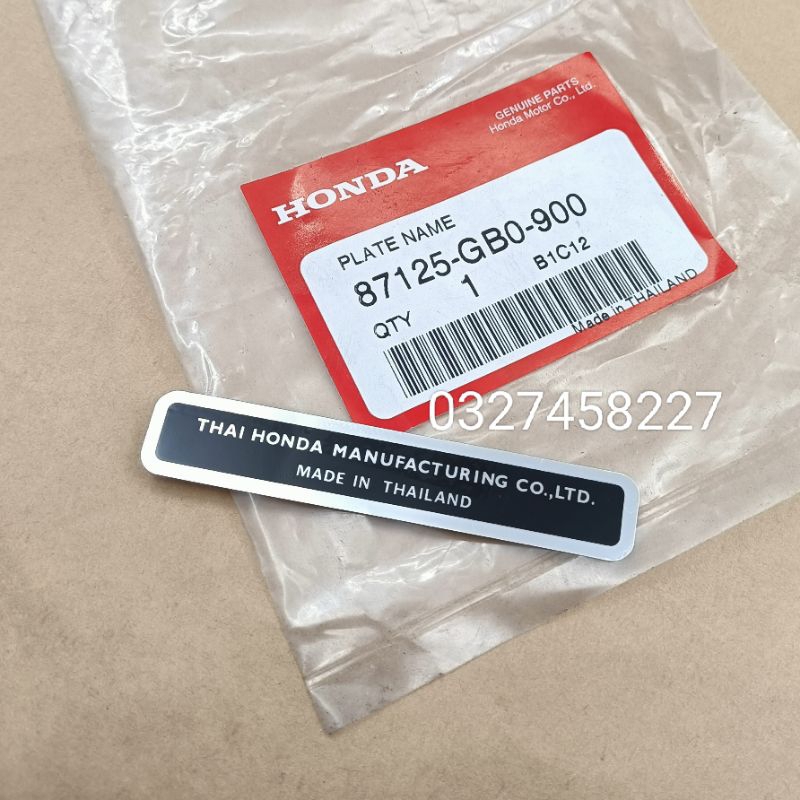 GENUINE PARTS
Honda Motor Co., Ltd.
HONDA
PLATE NAME
87125-GB0-900
QTY 1 B1C12
Made in THAILAND
0327458227
THAI HONDA MANUFACTURING CO.,LTD.
MADE IN THAILAND